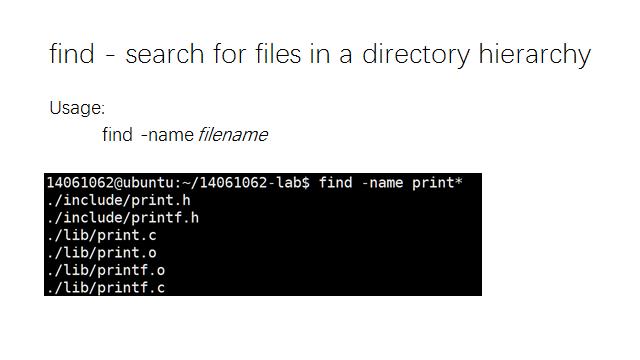 find - search for files in a directory hierarchy
Usage:
find -name filename
14061062@ubuntu:~/14061062-lab$ find -name print*
./include/print.h
./include/printf.h
./lib/print.c
./lib/print.o
./lib/printf.o
./lib/printf.c